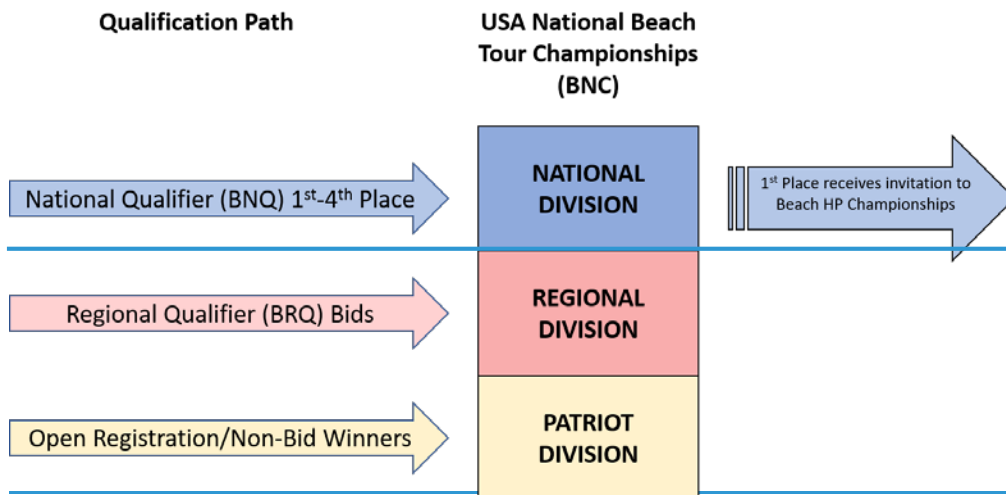 Qualification Path
USA National Beach
Tour Championships
(BNC)
National Qualifier (BNQ) 1st-4th Place
NATIONAL
DIVISION
1st Place receives invitation to
Beach HP Championships
Regional Qualifier (BRQ) Bids
REGIONAL
DIVISION
Open Registration/Non-Bid Winners
PATRIOT
DIVISION